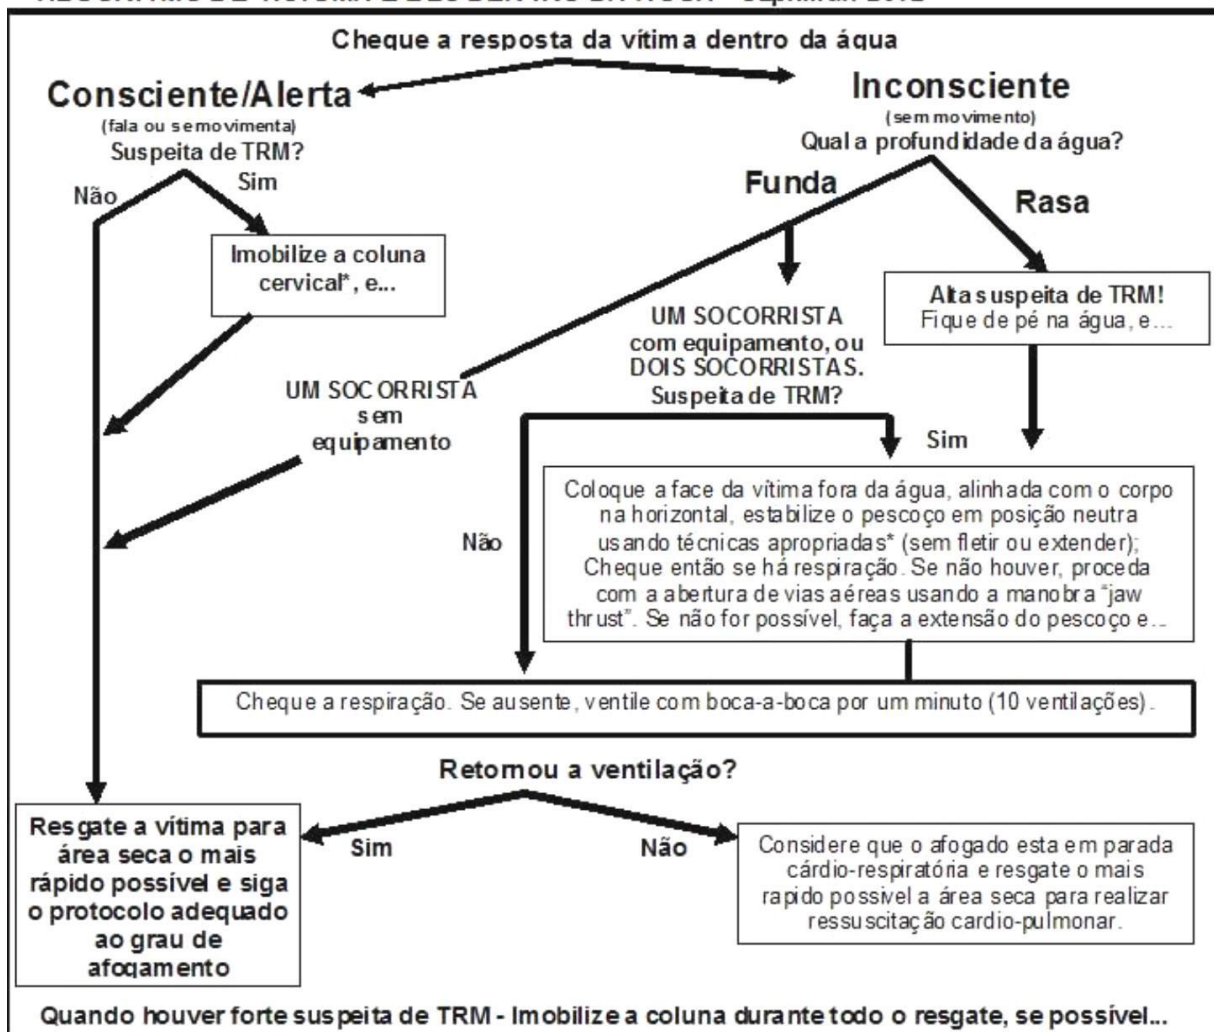 Szpilman 2012
Cheque a resposta da vítima dentro da água
Consciente/Alerta
(fala ou se movimenta)
Suspeita de TRM?
Não
Sim
Imobilize a coluna
cervical*, e...
Inconsciente
(sem movimento)
Qual a profundidade da água?
Funda
Rasa
Alta suspeita de TRM!
Fique de pé na água, e...
UM SOCORRISTA
com equipamento, ou
DOIS SOCORRISTAS.
Suspeita de TRM?
UM SOCORRISTA
sem
equipamento
Sim
Não
Coloque a face da vítima fora da água, alinhada com o corpo
na horizontal, estabilize o pescoço em posição neutra
usando técnicas apropriadas* (sem fletir ou extender);
Cheque então se há respiração. Se não houver, proceda
com a abertura de vias aéreas usando a manobra "jaw
thrust". Se não for possível, faça a extensão do pescoço e...
Cheque a respiração. Se ausente, ventile com boca-a-boca por um minuto (10 ventilações).
Retornou a ventilação?
Sim
Não
Resgate a vítima para
área seca o mais
rápido possível e siga
o protocolo adequado
ao grau de
afogamento
Considere que o afogado esta em parada
cárdio-respiratória e resgate o mais
rapido possivel a área seca para realizar
ressuscitação cardio-pulmonar.
Quando houver forte suspeita de TRM - Imobilize a coluna durante todo o resgate, se possível...